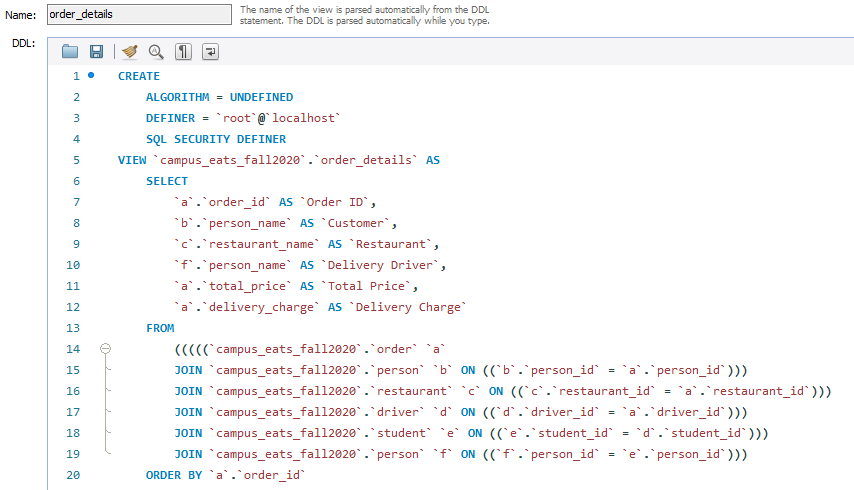 Name: order_details The name of the view is parsed automatically from the DDL
statement. The DDL is parsed automatically while you type.
DDL:
1 CREATE
2 ALGORITHM = UNDEFINED
3 DEFINER = `root`@`localhost`
4 SQL SECURITY DEFINER
5 VIEW `campus_eats_fall2020`.`order_details` AS
6 SELECT
7 `a`.`order_id` AS `Order ID`,
8 `b`.`person_name` AS `Customer`,
9 `c`.`restaurant_name` AS `Restaurant`,
10 `f`.`person_name` AS `Delivery Driver`,
11 `a`.`total_price` AS `Total Price`,
12 `a`.`delivery_charge` AS `Delivery Charge`
13 FROM
14 (((((`campus_eats_fall2020`.`order` `a`
15 JOIN `campus_eats_fall2020`.`person` `b` ON ((`b`.`person_id` = `a`.`person_id`)))
16 JOIN `campus_eats_fall2020`.`restaurant` `c` ON ((`c`.`restaurant_id` = `a`.`restaurant_id`)))
17 JOIN `campus_eats_fall2020`.`driver` `d` ON ((`d`.`driver_id` = `a`.`driver_id`)))
18 JOIN `campus_eats_fall2020`.`student` `e` ON ((`e`.`student_id` = `d`.`student_id`)))
19 JOIN `campus_eats_fall2020`.`person` `f` ON ((`f`.`person_id` = `e`.`person_id`)))
20 ORDER BY `a`.`order_id`